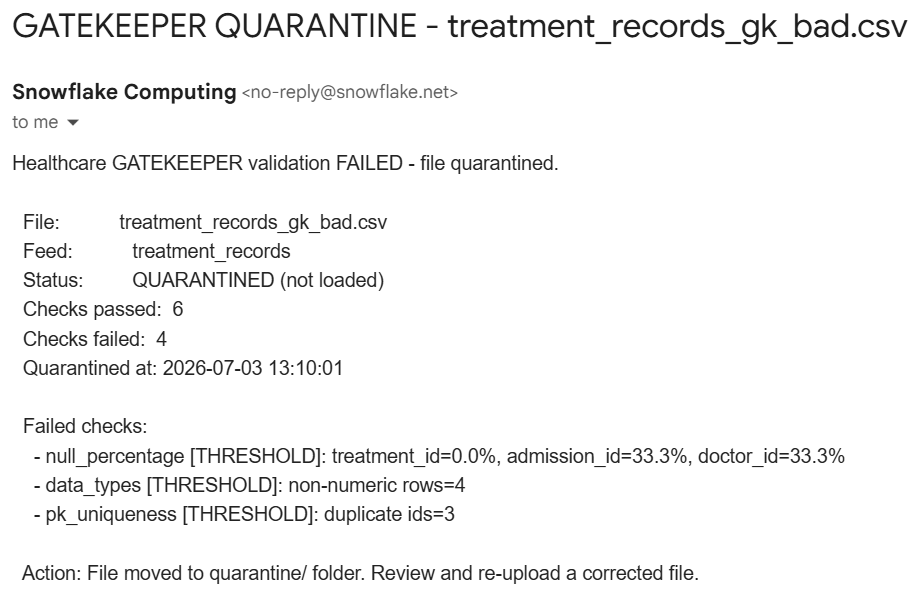 GATEKEEPER QUARANTINE - treatment_records_gk_bad.csv
Snowflake Computing <no-reply@snowflake.net>
to me
Healthcare GATEKEEPER validation FAILED - file quarantined.
File: treatment_records_gk_bad.csv
Feed: treatment_records
Status: QUARANTINED (not loaded)
Checks passed: 6
Checks failed: 4
Quarantined at: 2026-07-03 13:10:01
Failed checks:
- null_percentage [THRESHOLD]: treatment_id=0.0%, admission_id=33.3%, doctor_id=33.3%
- data_types [THRESHOLD]: non-numeric rows=4
- pk_uniqueness [THRESHOLD]: duplicate ids=3
Action: File moved to quarantine/ folder. Review and re-upload a corrected file.